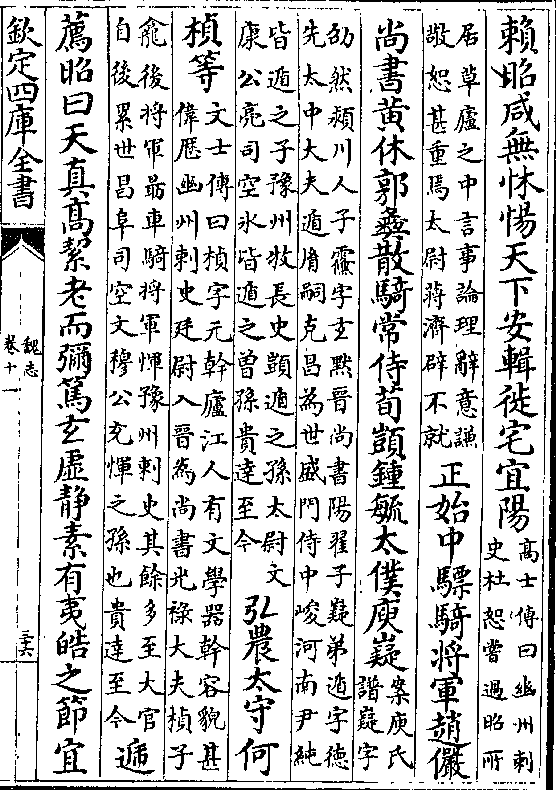 賴昭咸無怵惕天下安輯徙宅宜陽
高士傳曰幽州刺
史杜恕嘗過昭所
居草廬之中言事論理辭意謙
敬恕甚重焉太尉蔣濟辟不就
正始中驃騎將軍趙儼
尚書黄休郭彝散騎常侍荀顗鍾毓太僕庾嶷
案庾氏
譜嶷字
劭然潁川人子霦字玄黙晉尚書陽翟子嶷弟遁字德
先太中大夫遁胤嗣克昌為世盛門侍中峻河南尹純
皆遁之子豫州牧長史顗遁之孫太尉文
康公亮司空氷皆遁之曾孫貴達至今
弘農太守何
楨等
文士傳曰楨字元幹廬江人有文學器幹容貌甚
偉歷幽州刺史廷尉入晉為尚書光祿大夫楨子
龕後將軍勗車騎將軍惲豫州刺史其餘多至大官
自後累世昌阜司空文穆公充惲之孫也貴達至今
遞
薦昭曰天真高絜老而彌篤玄虚静素有夷皓之節宜
欽定四庫全書
魏志
卷十一
三十六